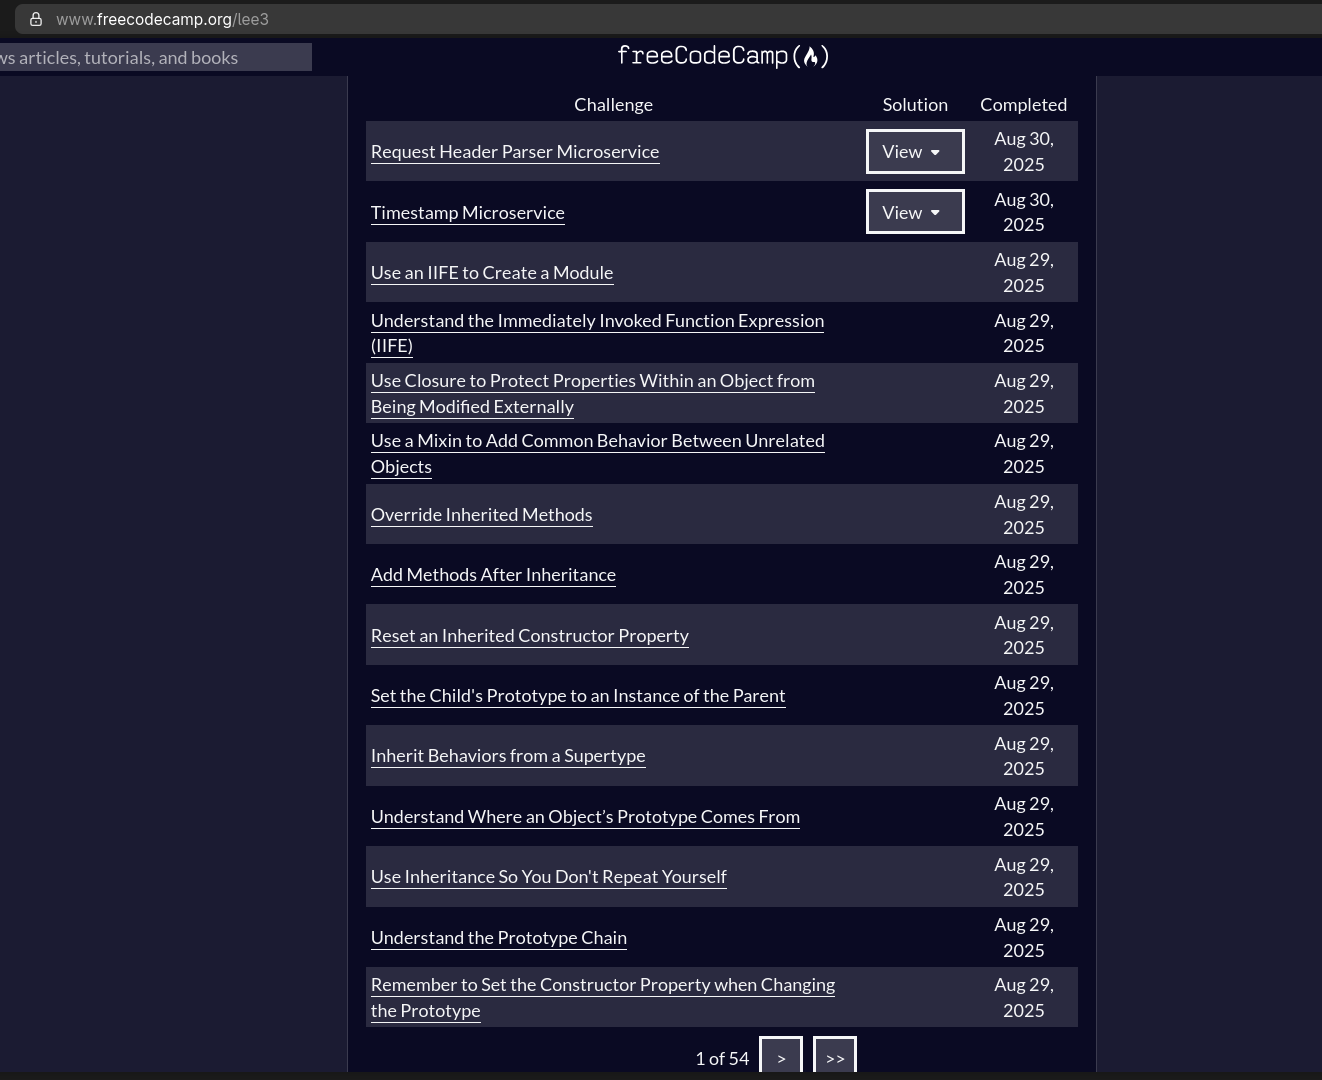 www.freecodecamp.org/lee3
ws articles, tutorials, and books
freeCodeCamp(🔥)
Challenge Solution Completed
Request Header Parser Microservice View Aug 30,
2025
Timestamp Microservice View Aug 30,
2025
Use an IIFE to Create a Module Aug 29,
2025
Understand the Immediately Invoked Function Expression Aug 29,
(IIFE) 2025
Use Closure to Protect Properties Within an Object from Aug 29,
Being Modified Externally 2025
Use a Mixin to Add Common Behavior Between Unrelated Aug 29,
Objects 2025
Override Inherited Methods Aug 29,
2025
Add Methods After Inheritance Aug 29,
2025
Reset an Inherited Constructor Property Aug 29,
2025
Set the Child's Prototype to an Instance of the Parent Aug 29,
2025
Inherit Behaviors from a Supertype Aug 29,
2025
Understand Where an Object’s Prototype Comes From Aug 29,
2025
Use Inheritance So You Don't Repeat Yourself Aug 29,
2025
Understand the Prototype Chain Aug 29,
2025
Remember to Set the Constructor Property when Changing Aug 29,
the Prototype 2025
1 of 54 > >>